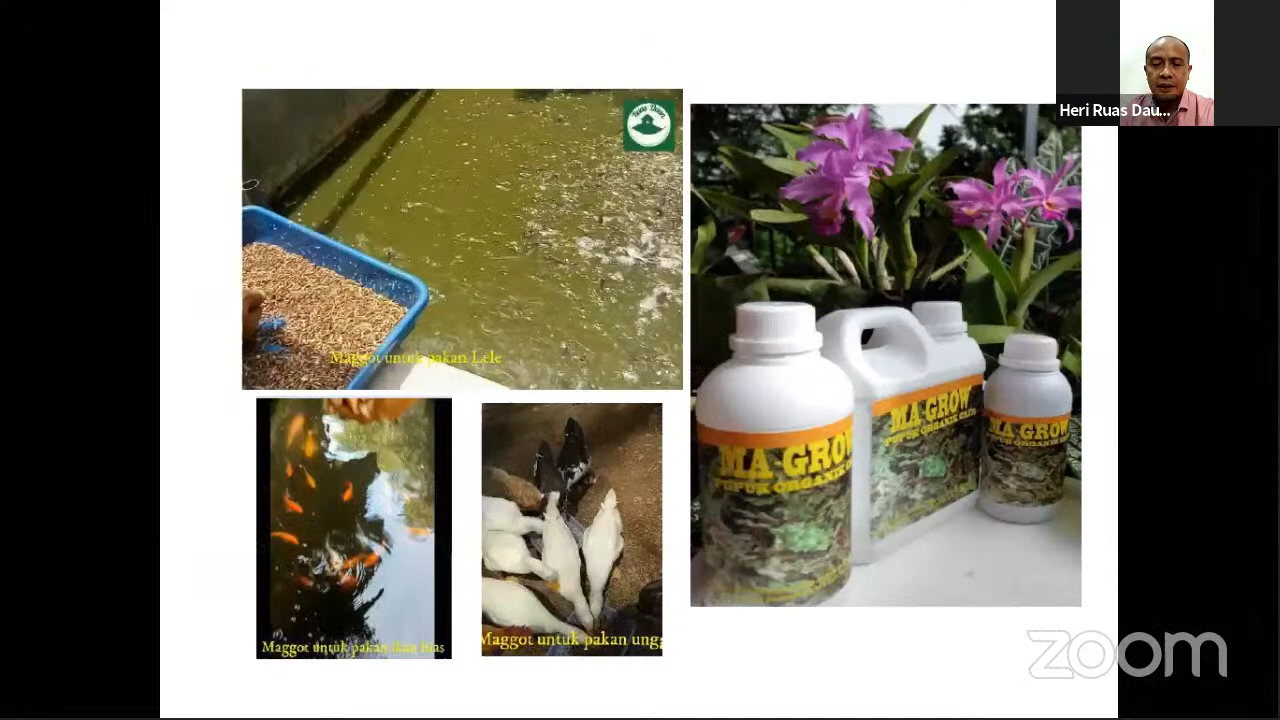 Heri Ruas Dau...
Maggot untuk pakan Lele
MA GROW
PUPUK ORGANIK
MA GROW
PUPUK ORGANIK CAIR
MA GROW
PUPUK ORGANIK CAIR
Maggot untuk pakan ikan hias
Maggot untuk pakan ungg
zoom